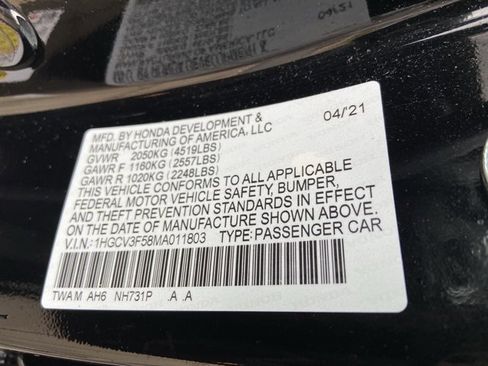 MFD. BY HONDA DEVELOPMENT & 04/'21
MANUFACTURING OF AMERICA, LLC
GVWR 2050KG (4519LBS)
GAWR F 1160KG (2557LBS)
GAWR R 1020KG (2248LBS)
THIS VEHICLE CONFORMS TO ALL APPLICABLE
FEDERAL MOTOR VEHICLE SAFETY, BUMPER,
AND THEFT PREVENTION STANDARDS IN EFFECT
ON THE DATE OF MANUFACTURE SHOWN ABOVE.
V.I.N.: 1HGCV3F58MA011803 TYPE: PASSENGER CAR
TWA M AH6 NH731P .A .A